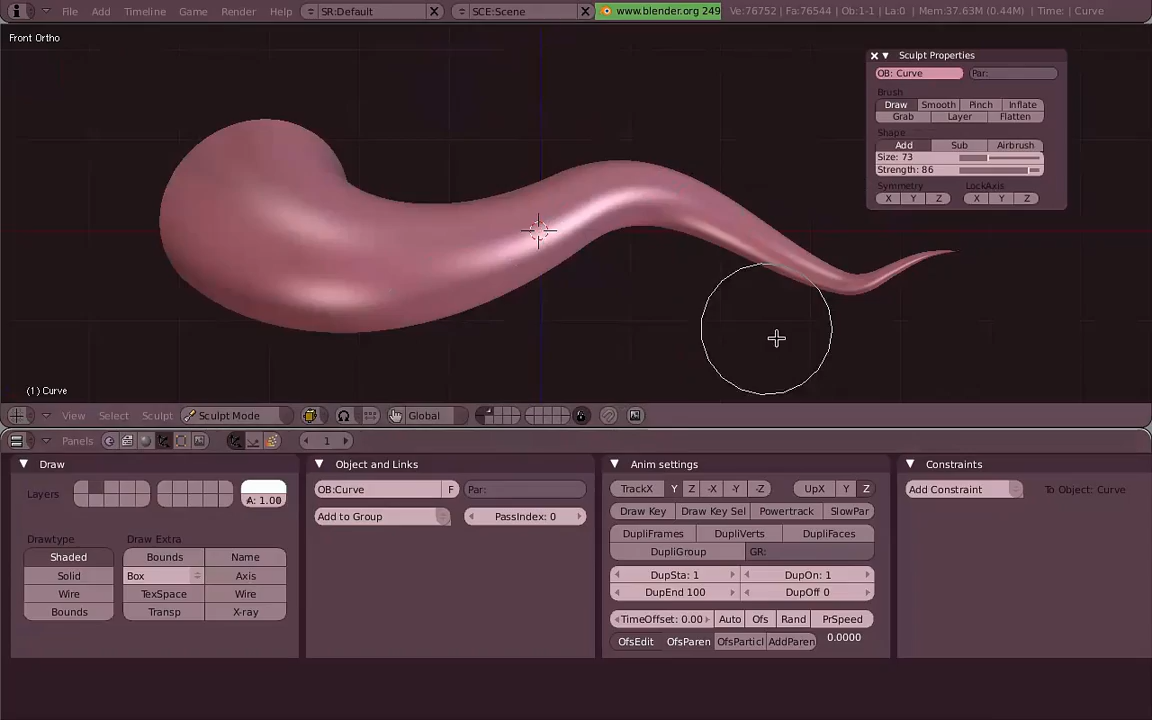 File Add Timeline Game Render Help SR:Default SCE:Scene www.blender.org 249 Ve:76752 | Fa:76544 | Ob:1-1 | La:0 | Mem:37.63M (0.44M) | Time: | Curve
Front Ortho
Sculpt Properties
OB: Curve Par:
Brush
Draw Smooth Pinch Inflate
Grab Layer Flatten
Shape
Add Sub Airbrush
Size: 73
Strength: 86
Symmetry LockAxis
X Y Z X Y Z
(1) Curve
View Select Sculpt Sculpt Mode Global
Panels 1
Draw Object and Links Anim settings Constraints
Layers A: 1.00 OB:Curve F Par: TrackX Y Z -X -Y -Z UpX Y Z Add Constraint To Object: Curve
Add to Group PassIndex: 0 Draw Key Draw Key Sel Powertrack SlowPar
Drawtype Draw Extra DupliFrames DupliVerts DupliFaces
Shaded Bounds Name DupliGroup GR:
Solid Box Axis DupSta: 1 DupOn: 1
Wire TexSpace Wire DupEnd 100 DupOff 0
Bounds Transp X-ray TimeOffset: 0.00 Auto Ofs Rand PrSpeed
OfsEdit OfsParen OfsParticl AddParen 0.0000